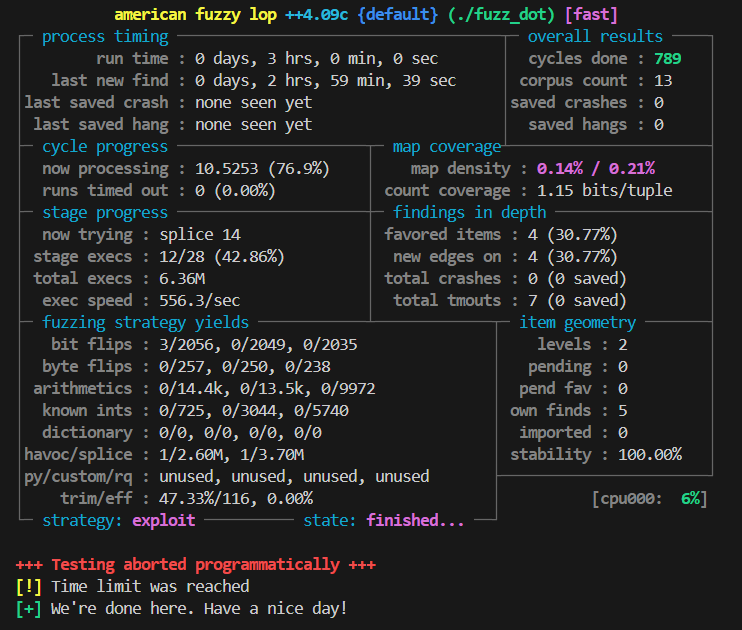 american fuzzy lop ++4.09c {default} (./fuzz_dot) [fast]
process timing overall results
run time : 0 days, 3 hrs, 0 min, 0 sec cycles done : 789
last new find : 0 days, 2 hrs, 59 min, 39 sec corpus count : 13
last saved crash : none seen yet saved crashes : 0
last saved hang : none seen yet saved hangs : 0
cycle progress map coverage
now processing : 10.5253 (76.9%) map density : 0.14% / 0.21%
runs timed out : 0 (0.00%) count coverage : 1.15 bits/tuple
stage progress findings in depth
now trying : splice 14 favored items : 4 (30.77%)
stage execs : 12/28 (42.86%) new edges on : 4 (30.77%)
total execs : 6.36M total crashes : 0 (0 saved)
exec speed : 556.3/sec total tmouts : 7 (0 saved)
fuzzing strategy yields item geometry
bit flips : 3/2056, 0/2049, 0/2035 levels : 2
byte flips : 0/257, 0/250, 0/238 pending : 0
arithmetics : 0/14.4k, 0/13.5k, 0/9972 pend fav : 0
known ints : 0/725, 0/3044, 0/5740 own finds : 5
dictionary : 0/0, 0/0, 0/0, 0/0 imported : 0
havoc/splice : 1/2.60M, 1/3.70M stability : 100.00%
py/custom/rq : unused, unused, unused, unused
trim/eff : 47.33%/116, 0.00% [cpu000: 6%]
strategy: exploit state: finished...
+++ Testing aborted programmatically +++
[!] Time limit was reached
[+] We're done here. Have a nice day!